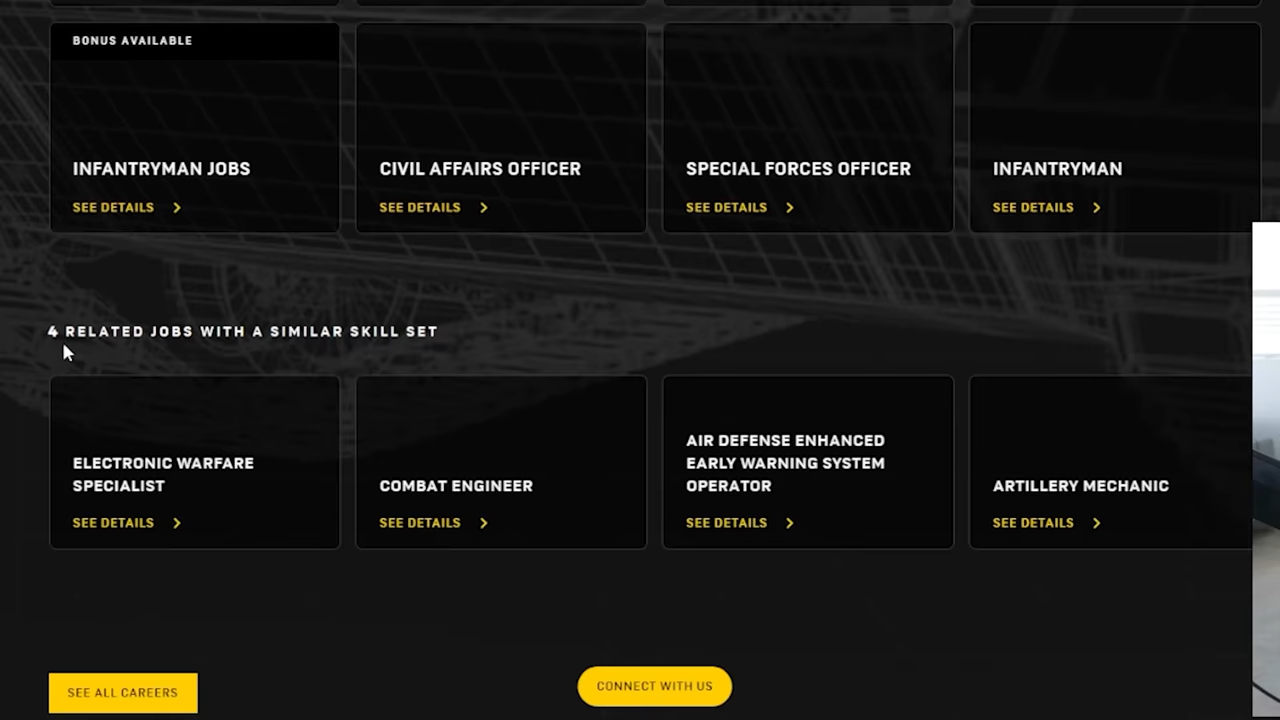 BONUS AVAILABLE
INFANTRYMAN JOBS
CIVIL AFFAIRS OFFICER
SPECIAL FORCES OFFICER
INFANTRYMAN
SEE DETAILS
SEE DETAILS
SEE DETAILS
SEE DETAILS
4 RELATED JOBS WITH A SIMILAR SKILL SET
ELECTRONIC WARFARE
SPECIALIST
COMBAT ENGINEER
AIR DEFENSE ENHANCED
EARLY WARNING SYSTEM
OPERATOR
ARTILLERY MECHANIC
SEE DETAILS
SEE DETAILS
SEE DETAILS
SEE DETAILS
SEE ALL CAREERS
CONNECT WITH US